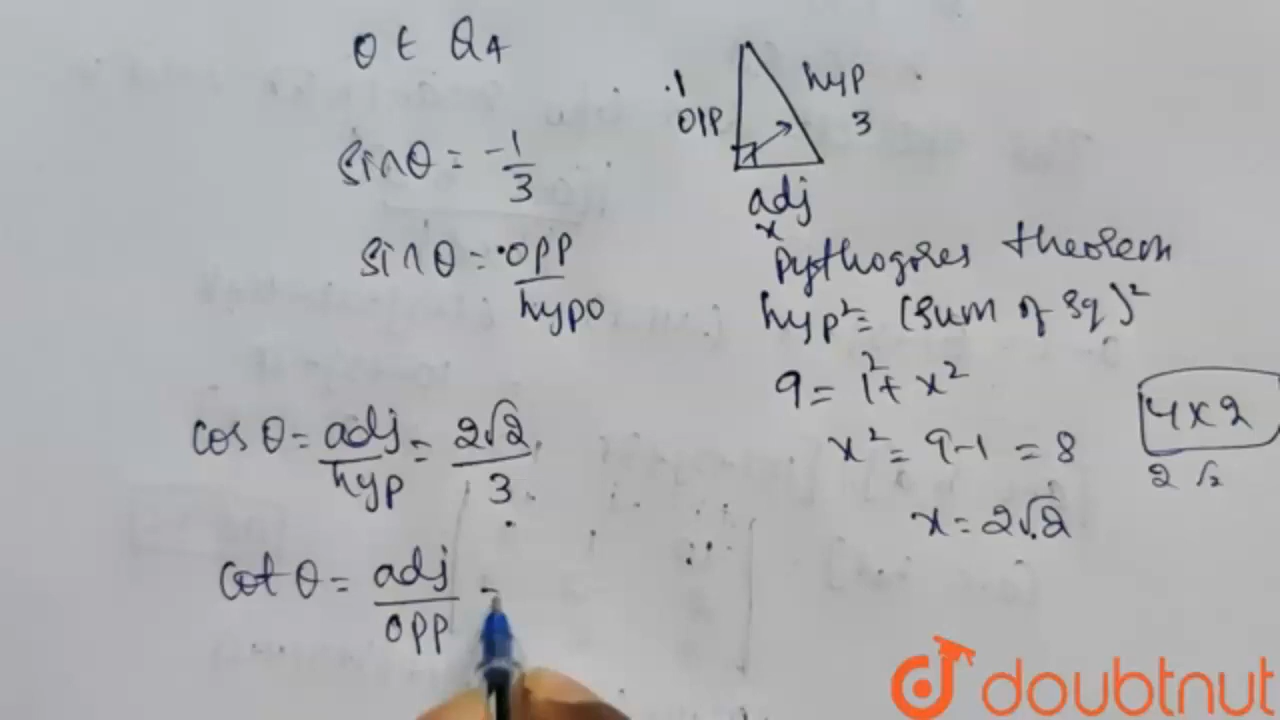 θ ∈ Q4
sinθ = -1/3
sinθ = opp/hypo
cosθ = adj/hyp = 2√2/3
cotθ = adj/opp =
1
opp
hyp
3
adj
x
Pythogores theorem
hyp² = (sum of sq)²
9 = 1² + x²
x² = 9-1 = 8
x = 2√2
4x2
2√2
doubtnut